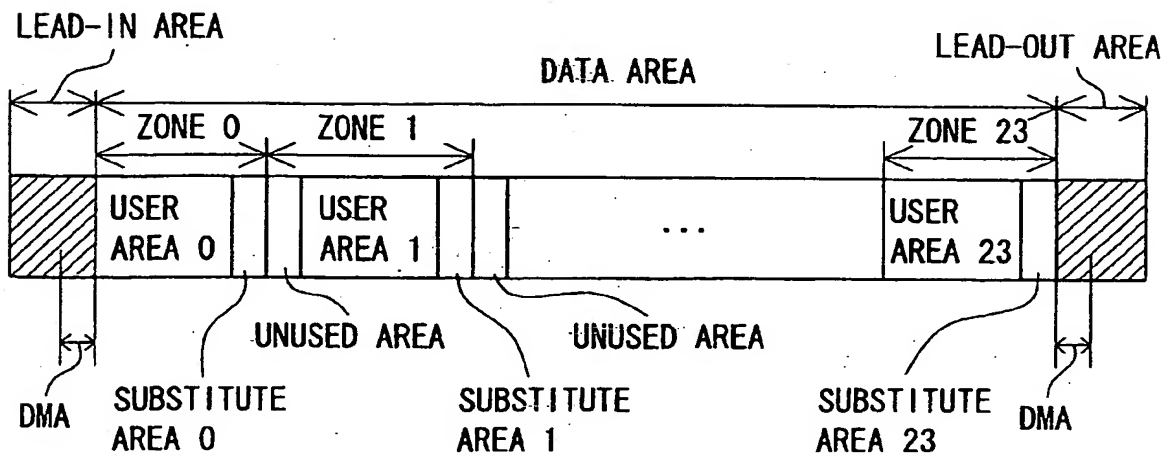 LEAD-IN AREA
LEAD-OUT AREA
DATA AREA
ZONE 0
ZONE 1
ZONE 23
USER
AREA 0
USER
AREA 1
...
USER
AREA 23
UNUSED AREA
UNUSED AREA
DMA
SUBSTITUTE
AREA 0
SUBSTITUTE
AREA 1
SUBSTITUTE
AREA 23
DMA